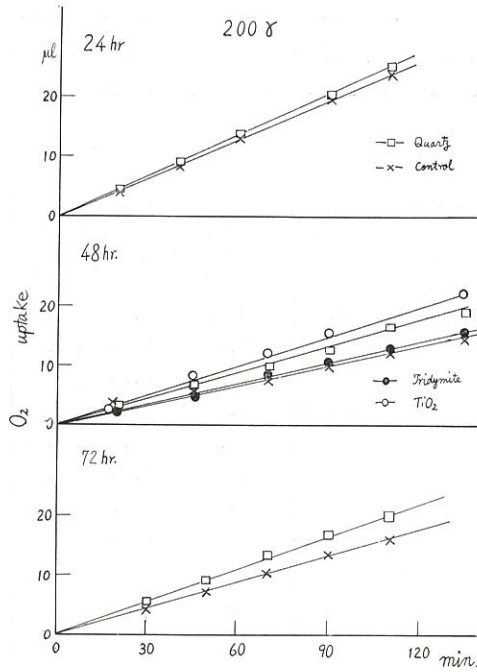 200 γ
24 hr
μl
20
10
0
Quartz
Control
48 hr.
20
10
0
Tridymite
TiO₂
O₂ uptake
72 hr.
20
10
0
0 30 60 90 120 min.